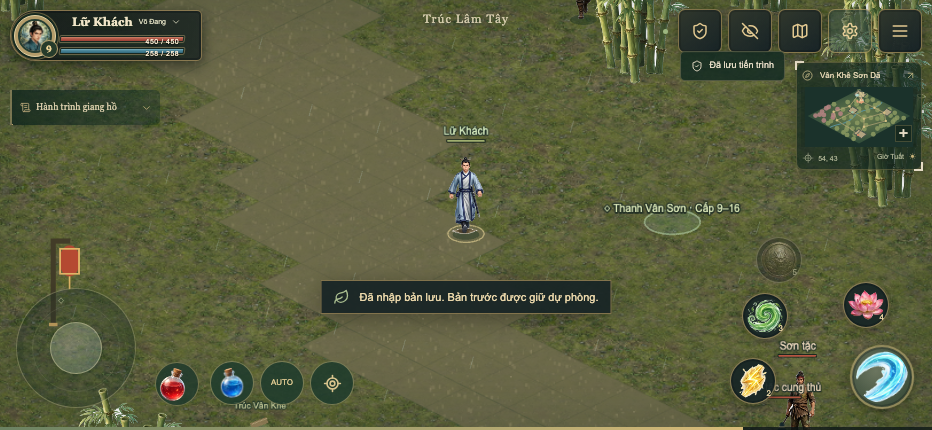 Lữ Khách Võ Đang
450 / 450
258 / 258
9
Trúc Lâm Tây
Đã lưu tiến trình
Vân Khê Sơn Dã
54, 43
Giờ Tuất
Hành trình giang hồ
Lữ Khách
Thanh Vân Sơn · Cấp 9–16
Đã nhập bản lưu. Bản trước được giữ dự phòng.
5
3
4
Sơn tặc
2
c cung thủ
AUTO
Trúc Vân Khê